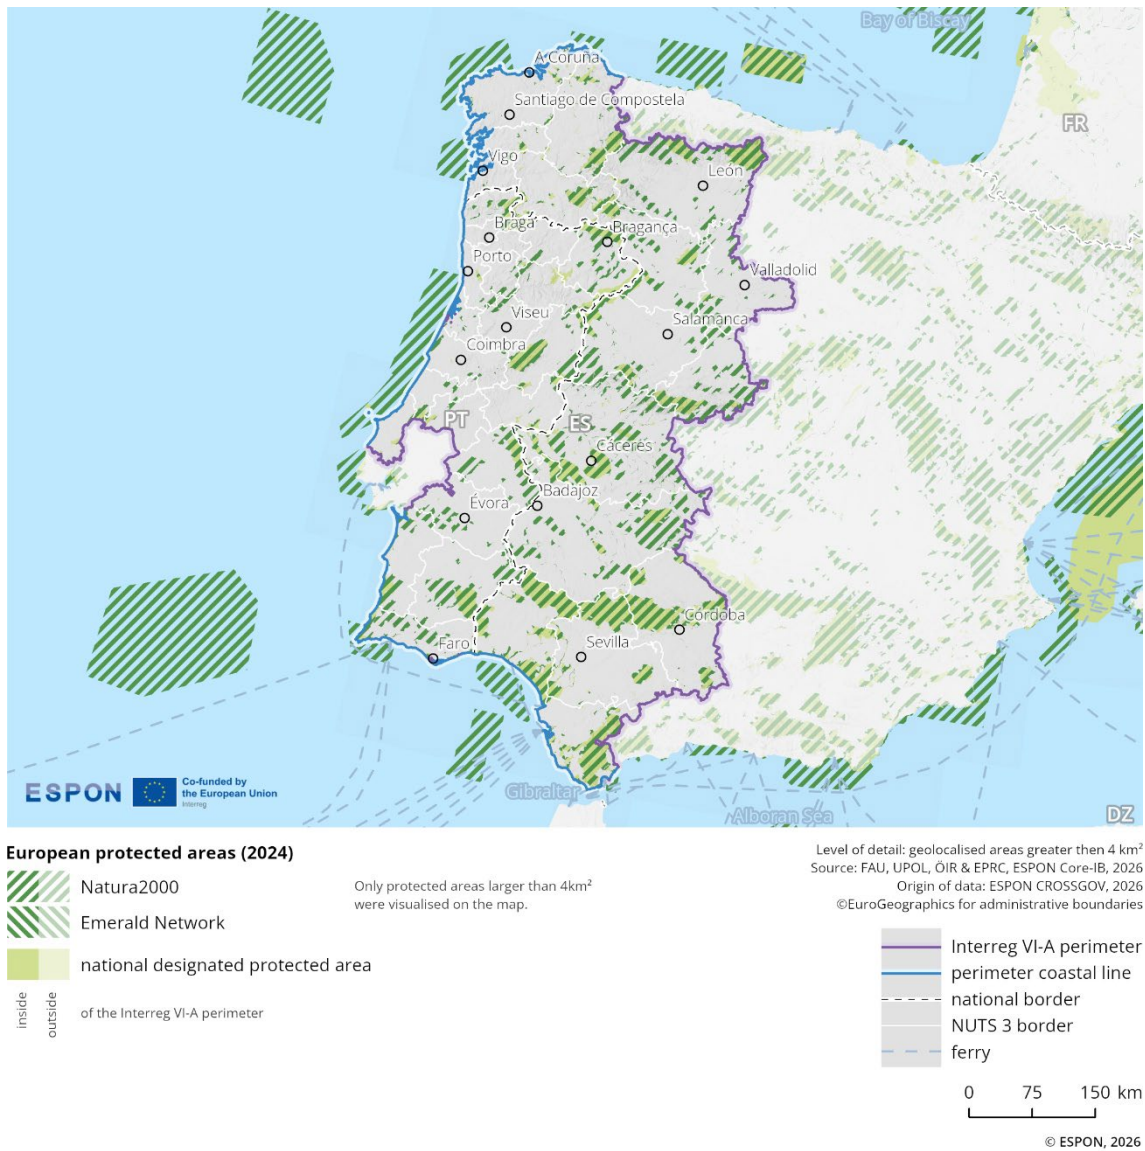 Bay of Biscay
A Coruña
Santiago de Compostela
FR
Vigo
León
Braga
Bragança
Porto
Valladolid
Viseu
Salamanca
Coimbra
PT
ES
Cáceres
Badajoz
Évora
Córdoba
Faro
Sevilla
ESPON
Co-funded by
the European Union
Interreg
Gibraltar
Alboran Sea
DZ
European protected areas (2024)
Natura2000
Emerald Network
national designated protected area
inside
outside
of the Interreg VI-A perimeter
Only protected areas larger than 4km²
were visualised on the map.
Level of detail: geolocalised areas greater then 4 km²
Source: FAU, UPOL, ÖIR & EPRC, ESPON Core-IB, 2026
Origin of data: ESPON CROSSGOV, 2026
©EuroGeographics for administrative boundaries
Interreg VI-A perimeter
perimeter coastal line
national border
NUTS 3 border
ferry
0 75 150 km
© ESPON, 2026